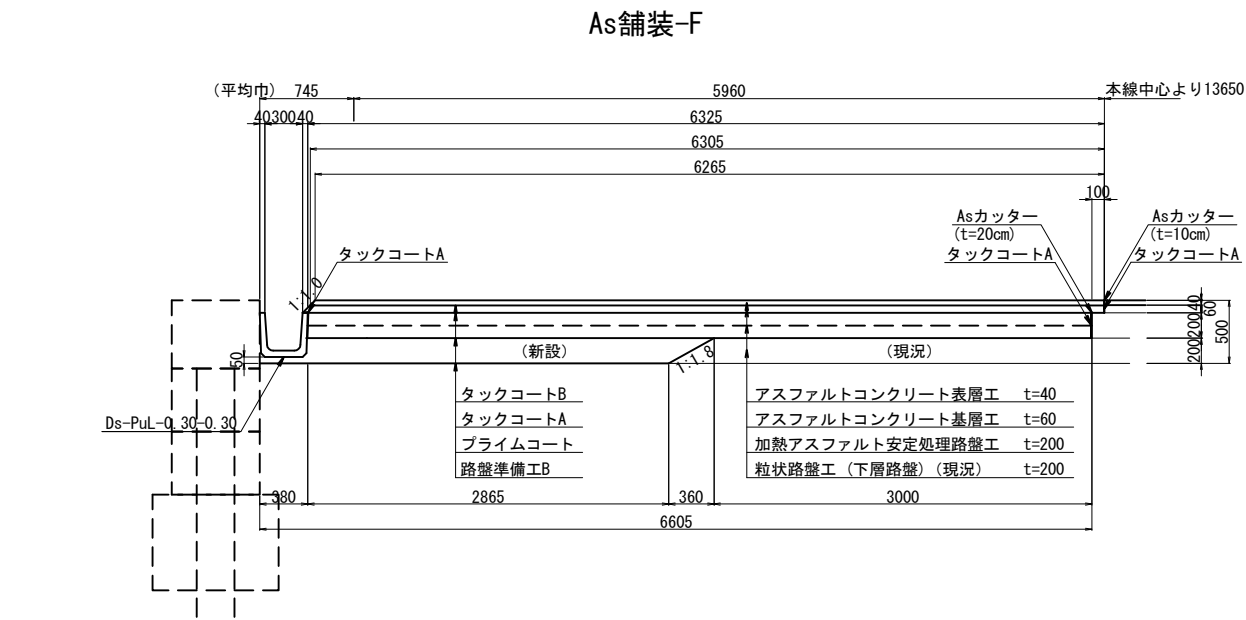 As舗装-F
(平均巾) 745
5960
本線中心より13650
40 300 40
6325
6305
6265
100
Asカッター
(t=20cm)
タックコートA
Asカッター
(t=10cm)
タックコートA
タックコートA
1:1.0
40
60
200
200
500
50
(新設)
1:1.8
(現況)
Ds-PuL-0.30-0.30
タックコートB
タックコートA
プライムコート
路盤準備工B
アスファルトコンクリート表層工 t=40
アスファルトコンクリート基層工 t=60
加熱アスファルト安定処理路盤工 t=200
粒状路盤工 (下層路盤) (現況) t=200
380
2865
360
3000
6605